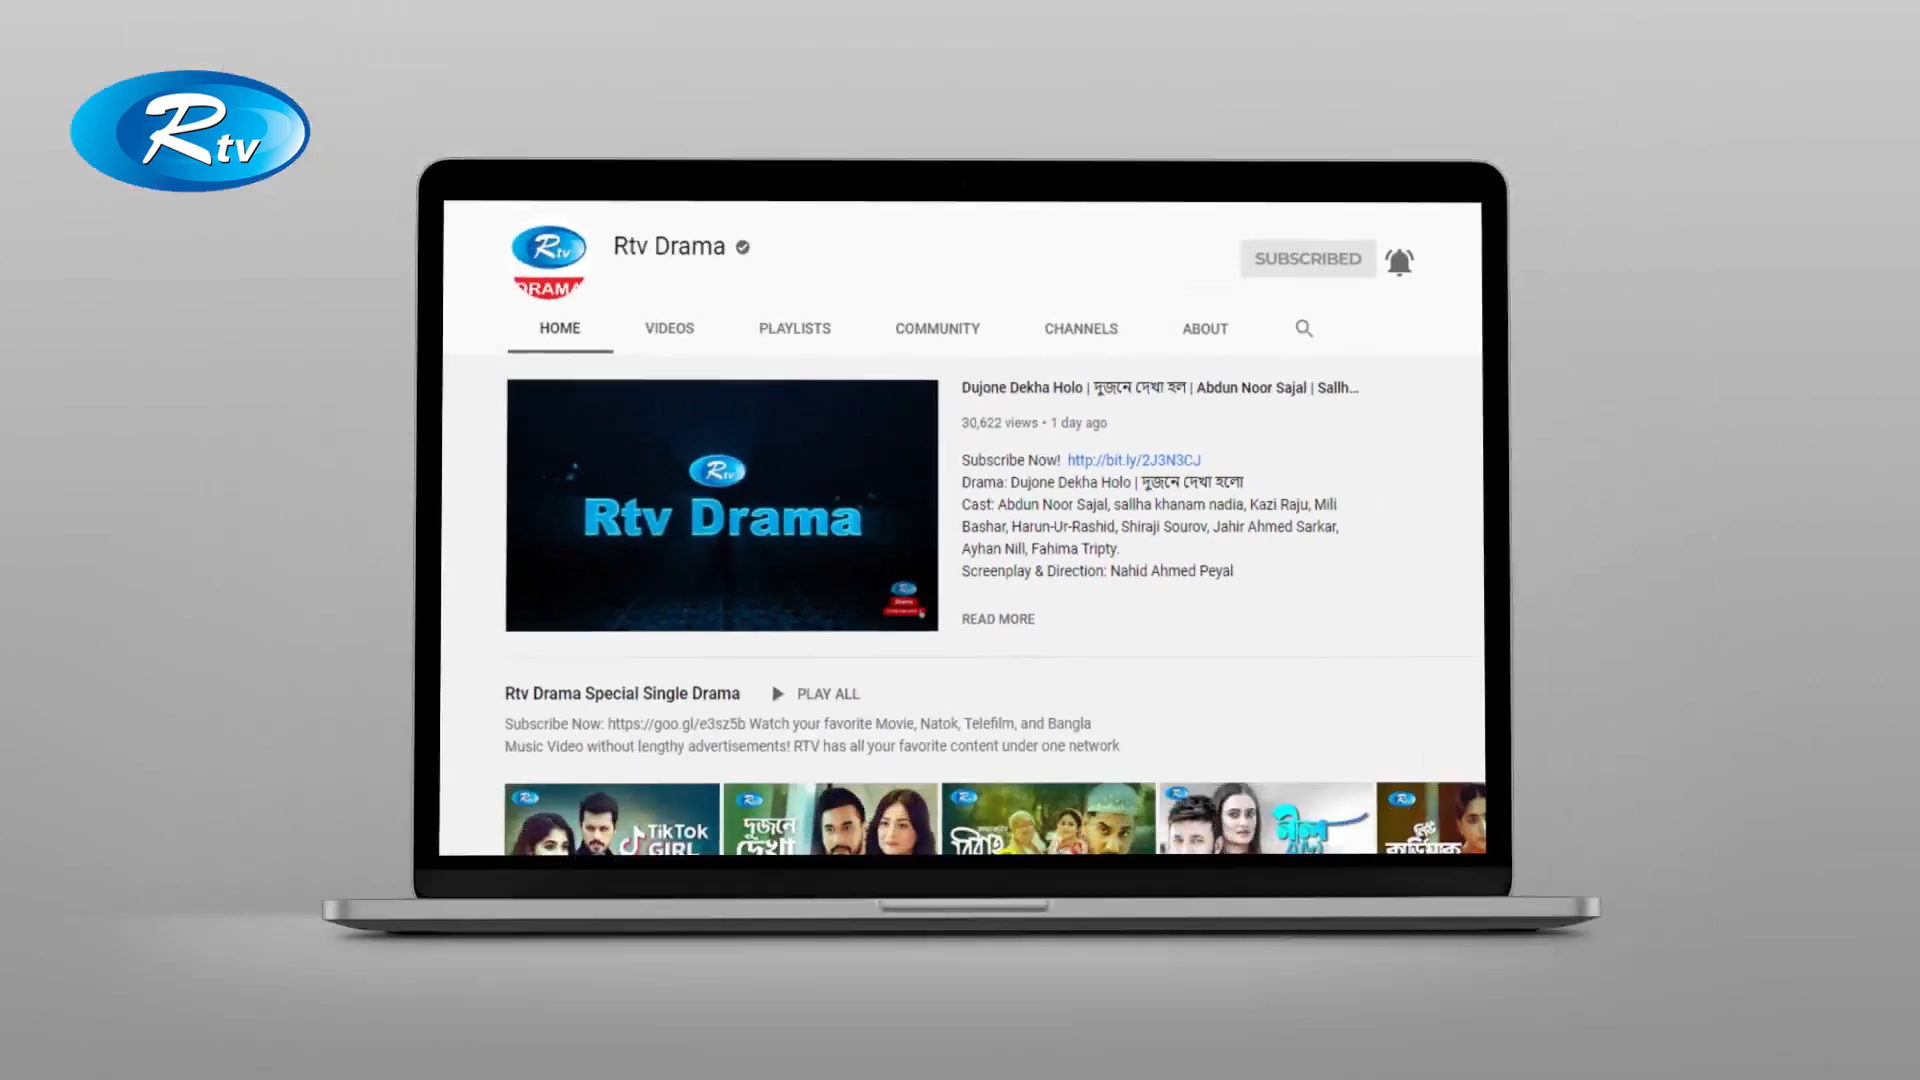 Rtv
Rtv
DRAMA
Rtv Drama
SUBSCRIBED
HOME VIDEOS PLAYLISTS COMMUNITY CHANNELS ABOUT
Rtv
Rtv Drama
Dujone Dekha Holo | দুজনে দেখা হল | Abdun Noor Sajal | Sallh...
30,622 views • 1 day ago
Subscribe Now! http://bit.ly/2J3N3CJ
Drama: Dujone Dekha Holo | দুজনে দেখা হলো
Cast: Abdun Noor Sajal, sallha khanam nadia, Kazi Raju, Mili
Bashar, Harun-Ur-Rashid, Shiraji Sourov, Jahir Ahmed Sarkar,
Ayhan Nill, Fahima Tripty.
Screenplay & Direction: Nahid Ahmed Peyal
READ MORE
Rtv Drama Special Single Drama PLAY ALL
Subscribe Now: https://goo.gl/e3sz5b Watch your favorite Movie, Natok, Telefilm, and Bangla
Music Video without lengthy advertisements! RTV has all your favorite content under one network
TikTok
GIRL
দুজনে
দেখা
নীল